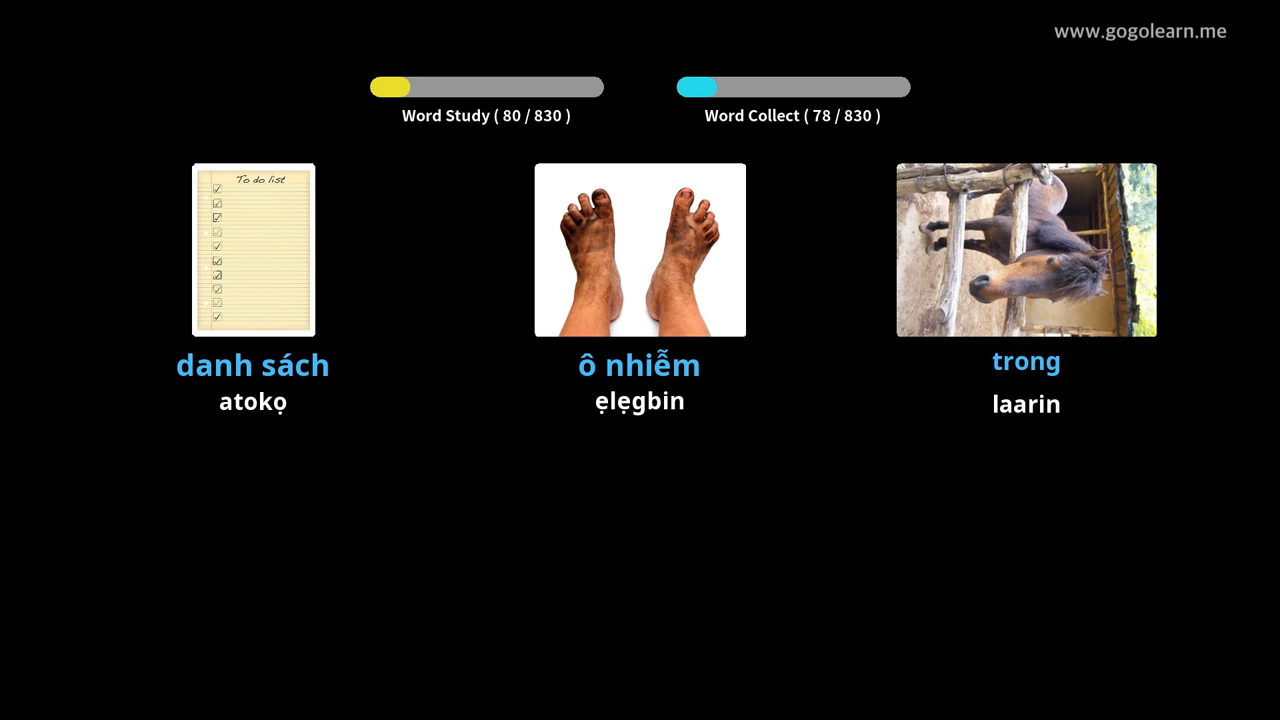 www.gogolearn.me
Word Study ( 80 / 830 )
Word Collect ( 78 / 830 )
To do list
danh sách
atokọ
ô nhiễm
ẹlẹgbin
trong
laarin